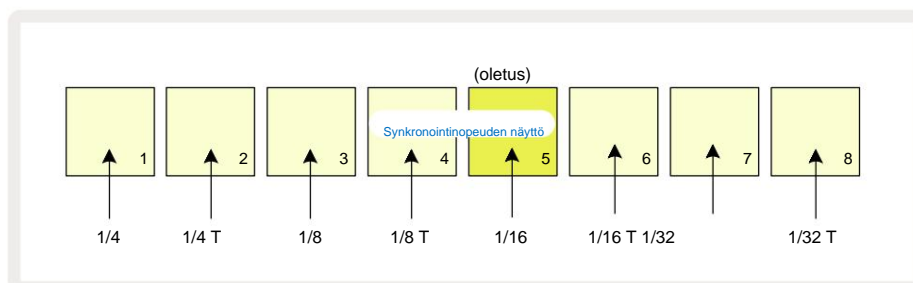 (oletus)
Synkronointinopeuden näyttö
1 2 3 4 5 6 7 8
1/4 1/4 T 1/8 1/8 T 1/16 1/16 T 1/32 1/32 T